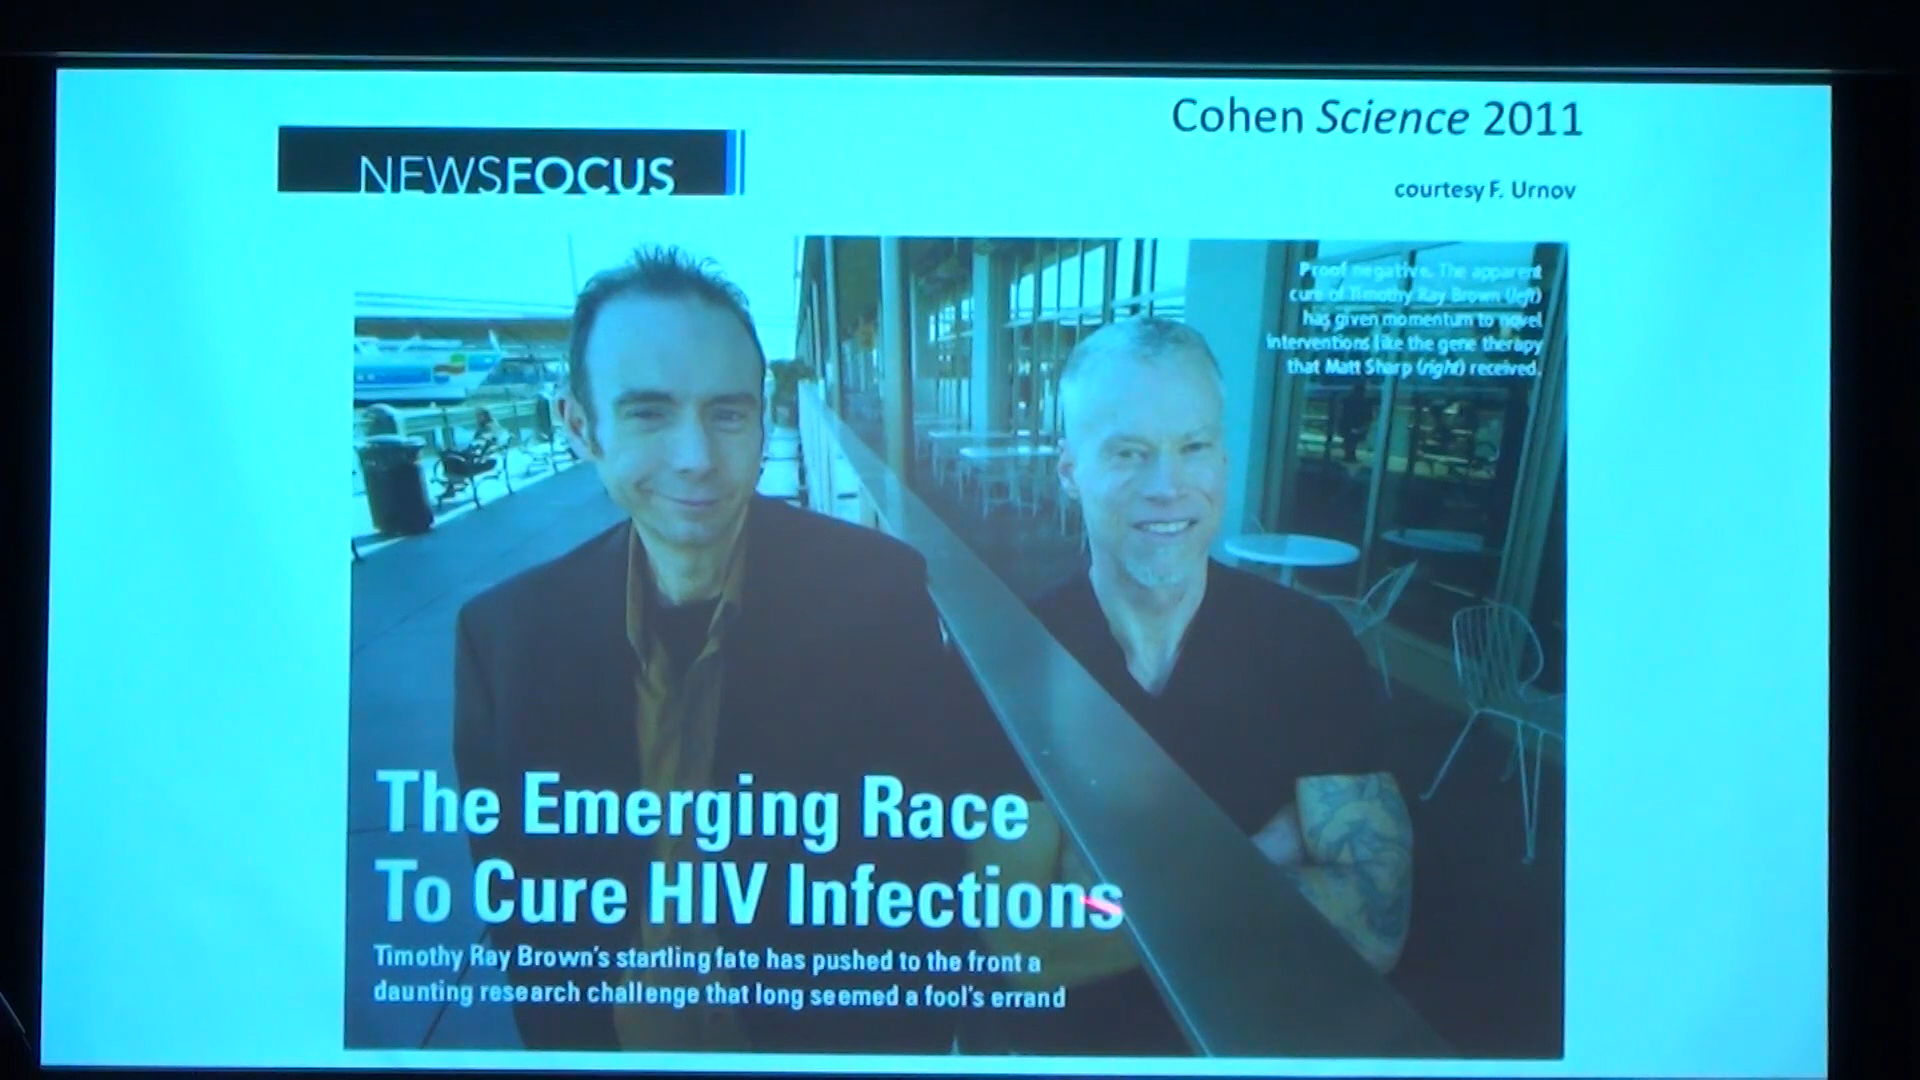 Cohen Science 2011
NEWSFOCUS
courtesy F. Urnov
Proof negative. The apparent
cure of Timothy Ray Brown (left)
has given momentum to novel
interventions like the gene therapy
that Matt Sharp (right) received.
The Emerging Race
To Cure HIV Infections
Timothy Ray Brown's startling fate has pushed to the front a
daunting research challenge that long seemed a fool's errand